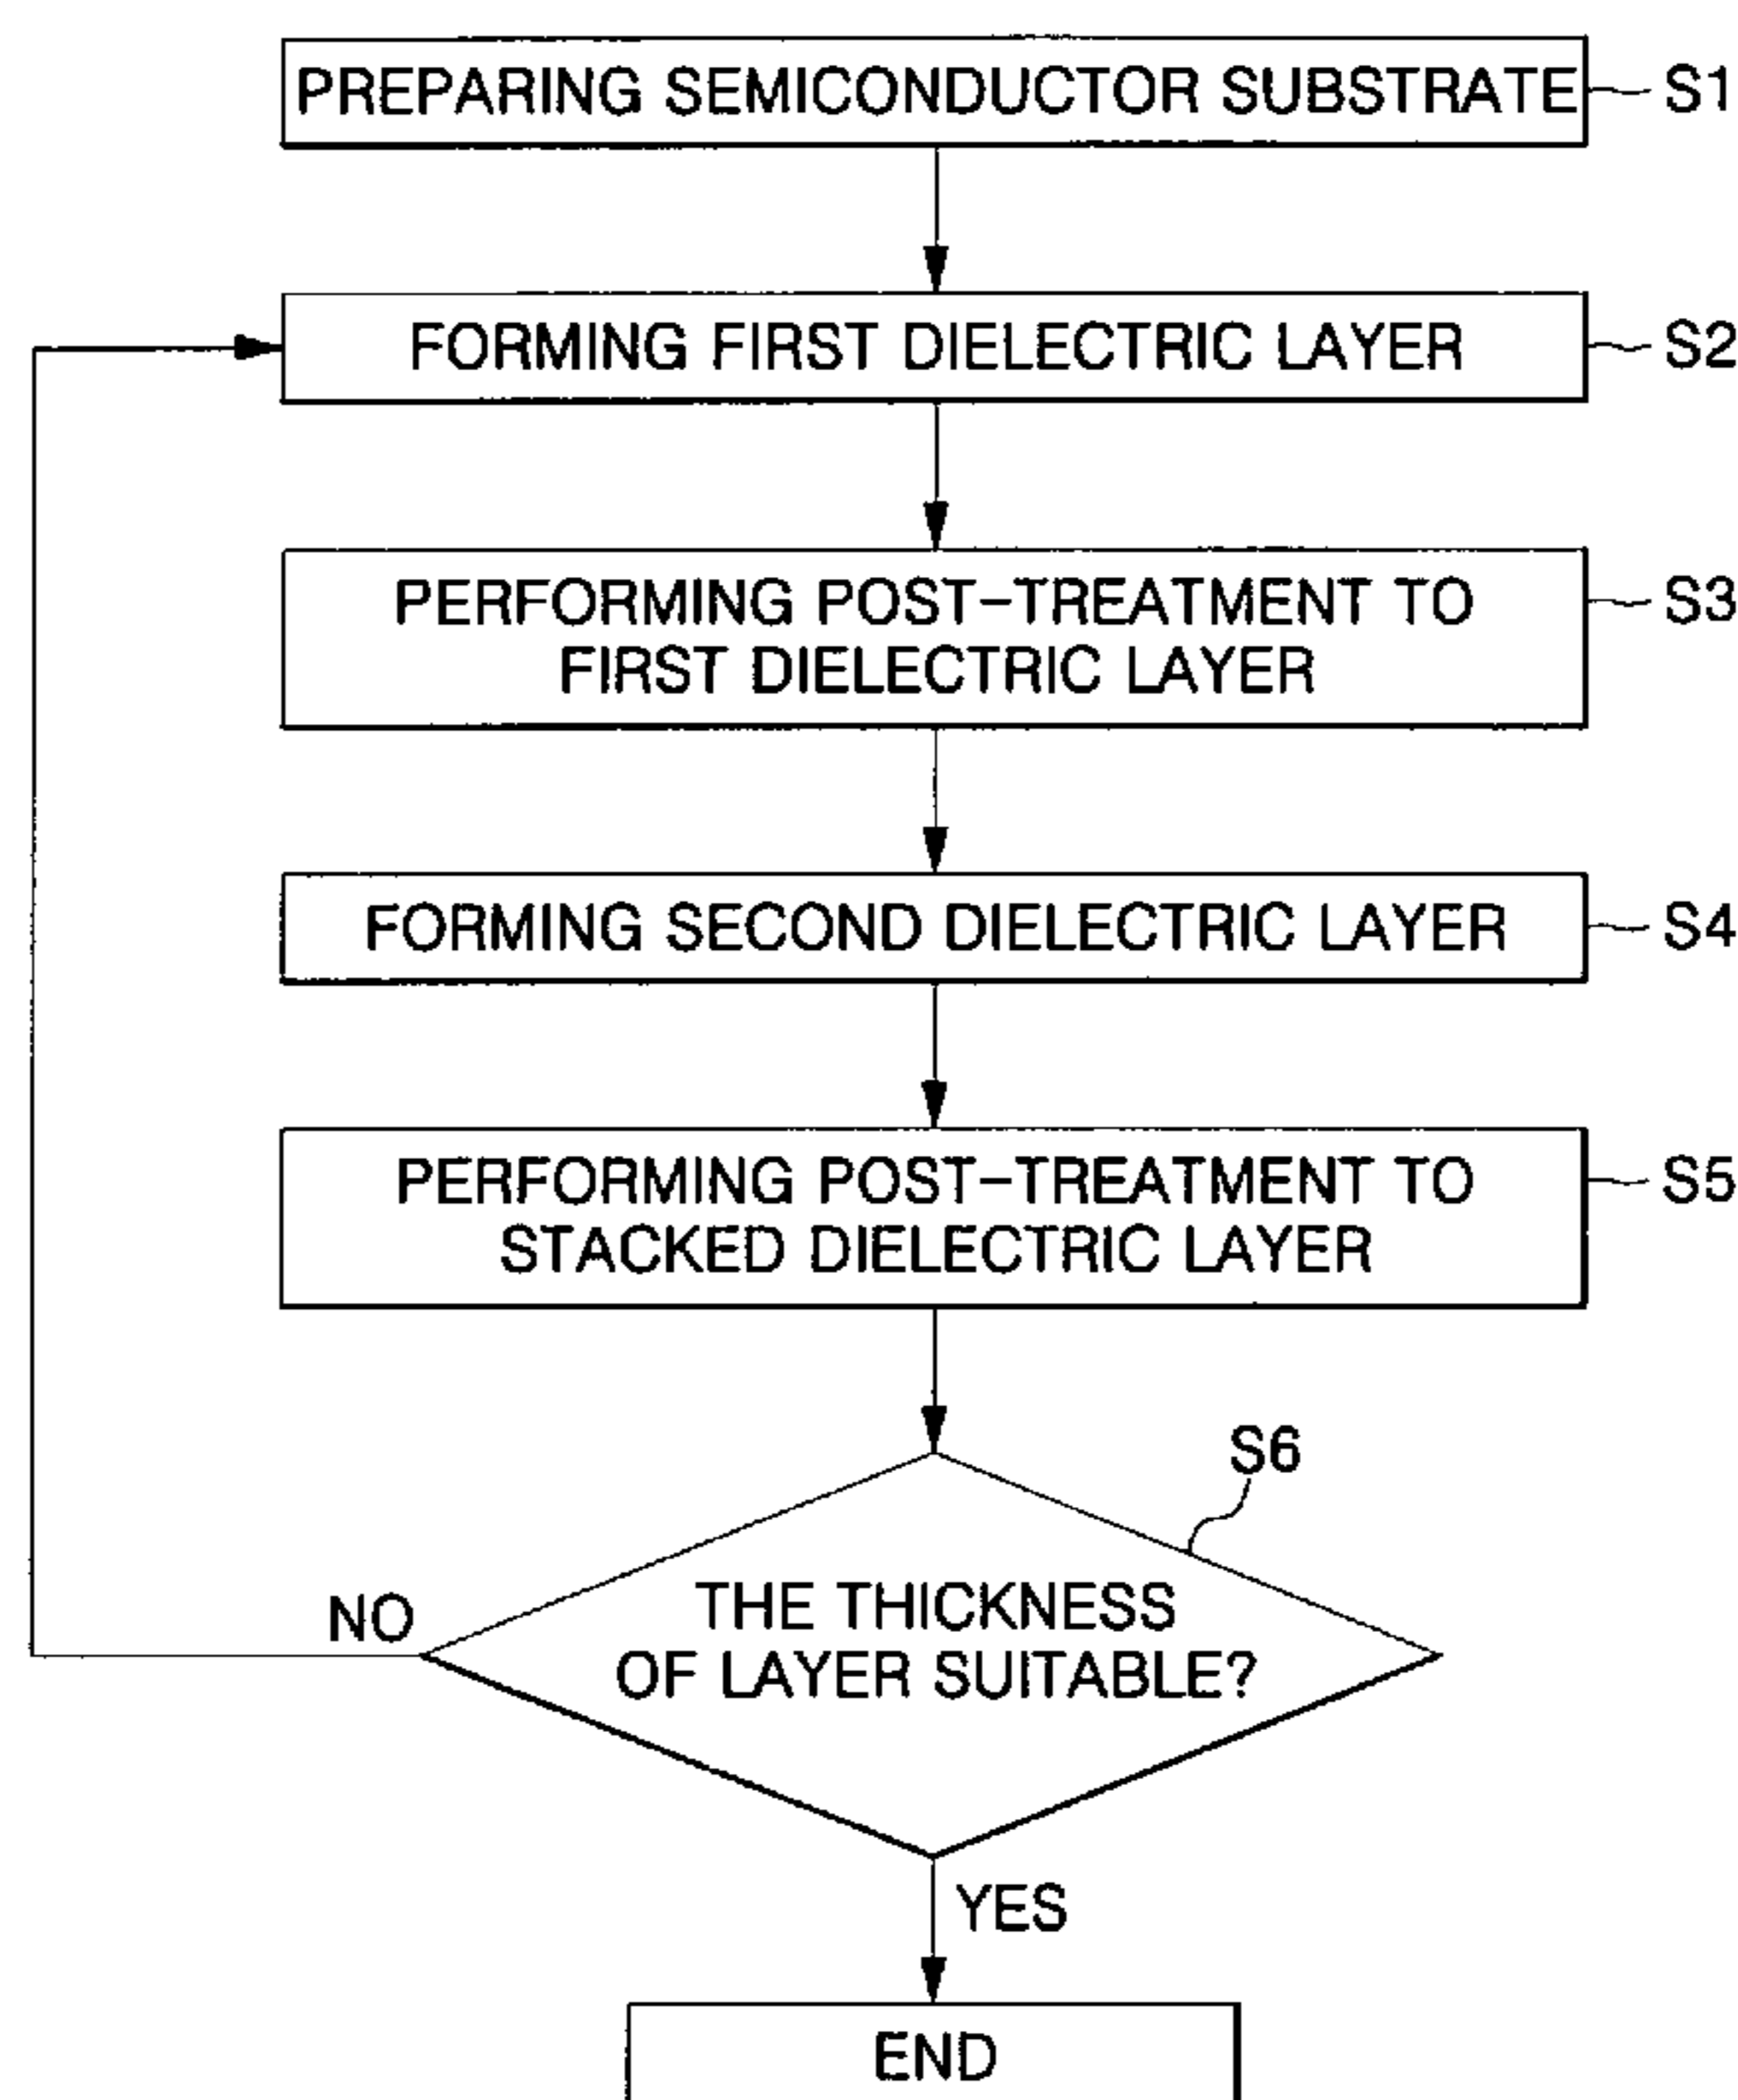 PREPARING SEMICONDUCTOR SUBSTRATE
S1
FORMING FIRST DIELECTRIC LAYER
S2
PERFORMING POST-TREATMENT TO
FIRST DIELECTRIC LAYER
S3
FORMING SECOND DIELECTRIC LAYER
S4
PERFORMING POST-TREATMENT TO
STACKED DIELECTRIC LAYER
S5
S6
THE THICKNESS
OF LAYER SUITABLE?
NO
YES
END